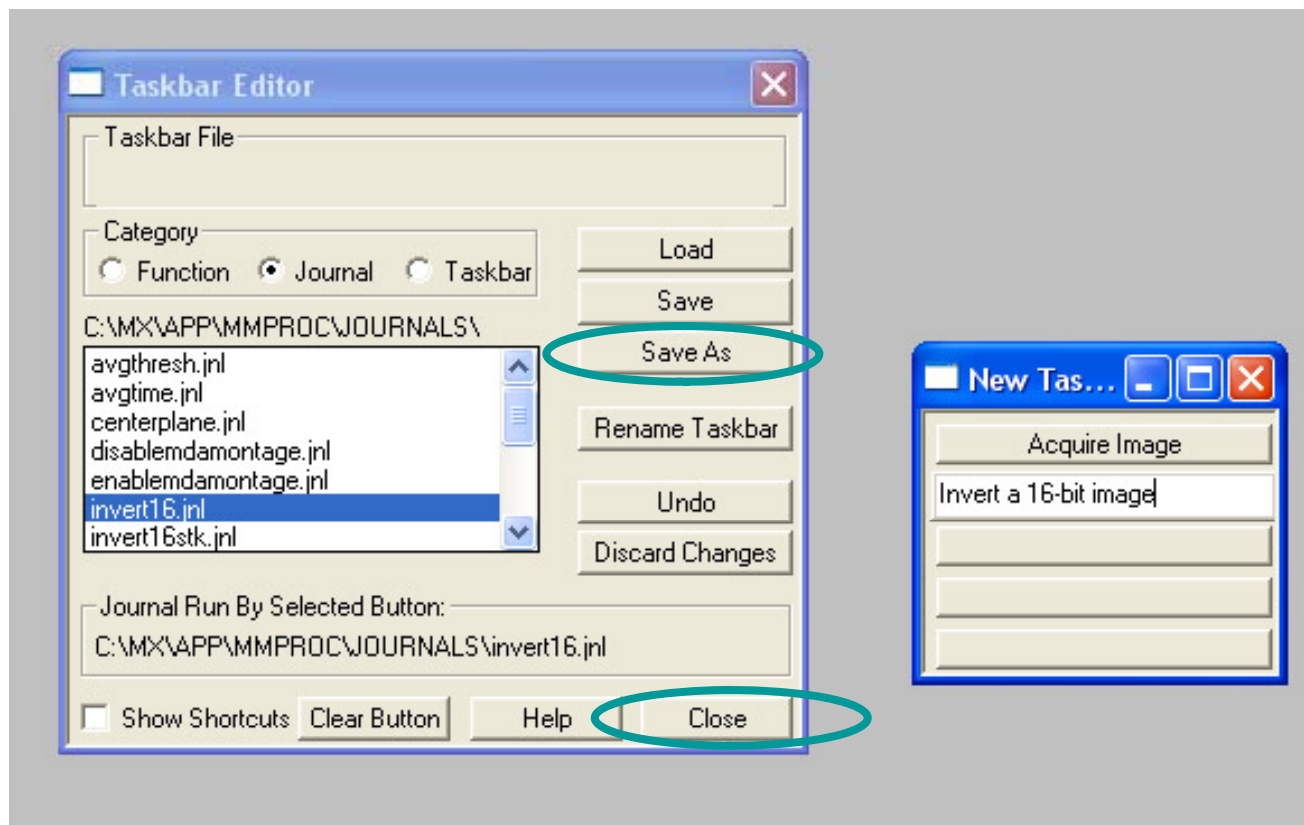 Taskbar Editor
Taskbar File
Category
Function Journal Taskbar
C:\MX\APP\MMPROC\JOURNALS\
avgthresh.jnl
avgtime.jnl
centerplane.jnl
disablemdamontage.jnl
enablemdamontage.jnl
invert16.jnl
invert16stk.jnl
Load
Save
Save As
Rename Taskbar
Undo
Discard Changes
Journal Run By Selected Button:
C:\MX\APP\MMPROC\JOURNALS\invert16.jnl
Show Shortcuts Clear Button Help Close
New Tas...
Acquire Image
Invert a 16-bit image